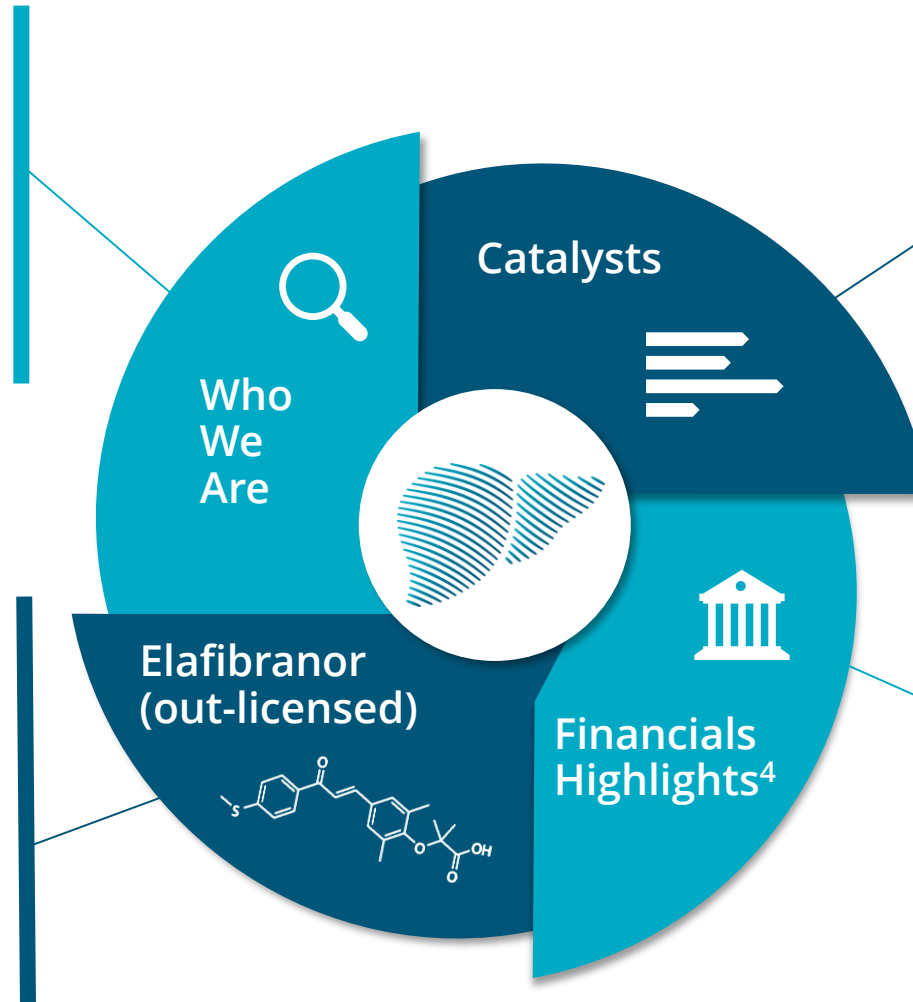 Who
We
Are
Catalysts
Elafibranor
(out-licensed)
O
S
O
OH
O
Financials
Highlights⁴